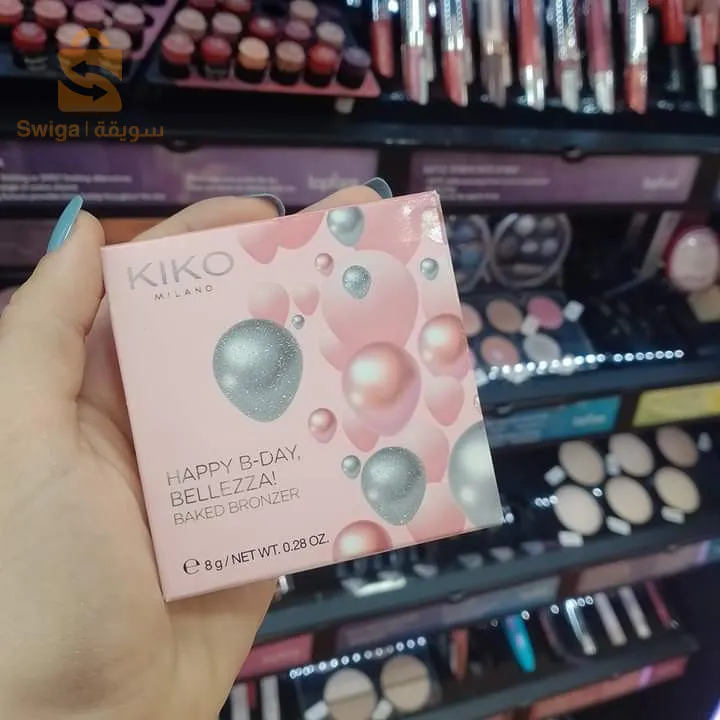 Swiga | سويقة
KIKO
MILANO
HAPPY B-DAY,
BELLEZZA!
BAKED BRONZER
℮ 8 g / NET WT. 0.28 OZ.